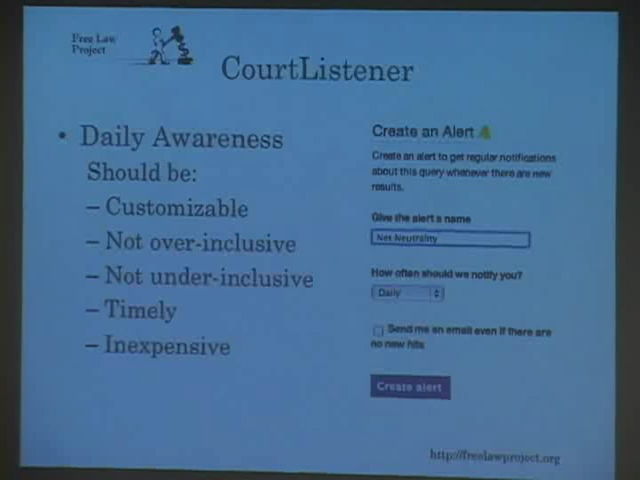 Free Law
Project
CourtListener
• Daily Awareness
Should be:
– Customizable
– Not over-inclusive
– Not under-inclusive
– Timely
– Inexpensive
Create an Alert
Create an alert to get regular notifications
about this query whenever there are new
results.
Give the alert a name
Net Neutrality
How often should we notify you?
Daily
Send me an email even if there are
no new hits
Create alert
http://freelawproject.org